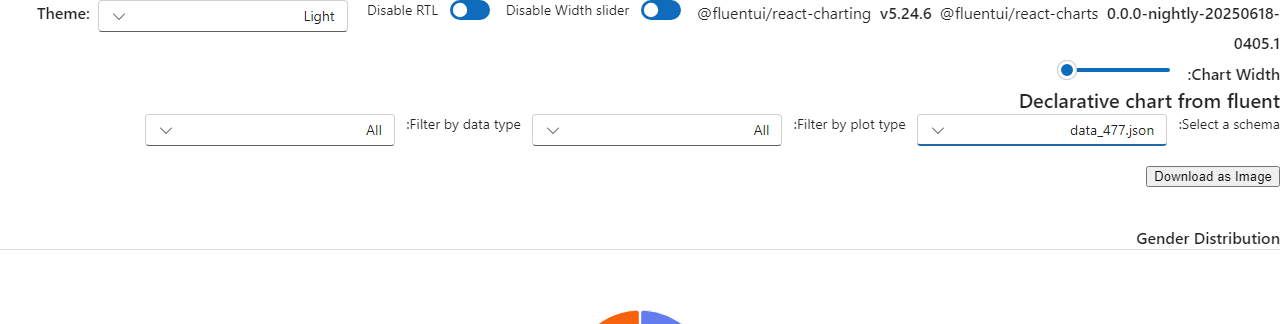 Theme: Light Disable RTL Disable Width slider @fluentui/react-charting v5.24.6 @fluentui/react-charts 0.0.0-nightly-20250618-0405.1
:Chart Width
Declarative chart from fluent
:Select a schema data_477.json :Filter by plot type All :Filter by data type All
Download as Image
Gender Distribution